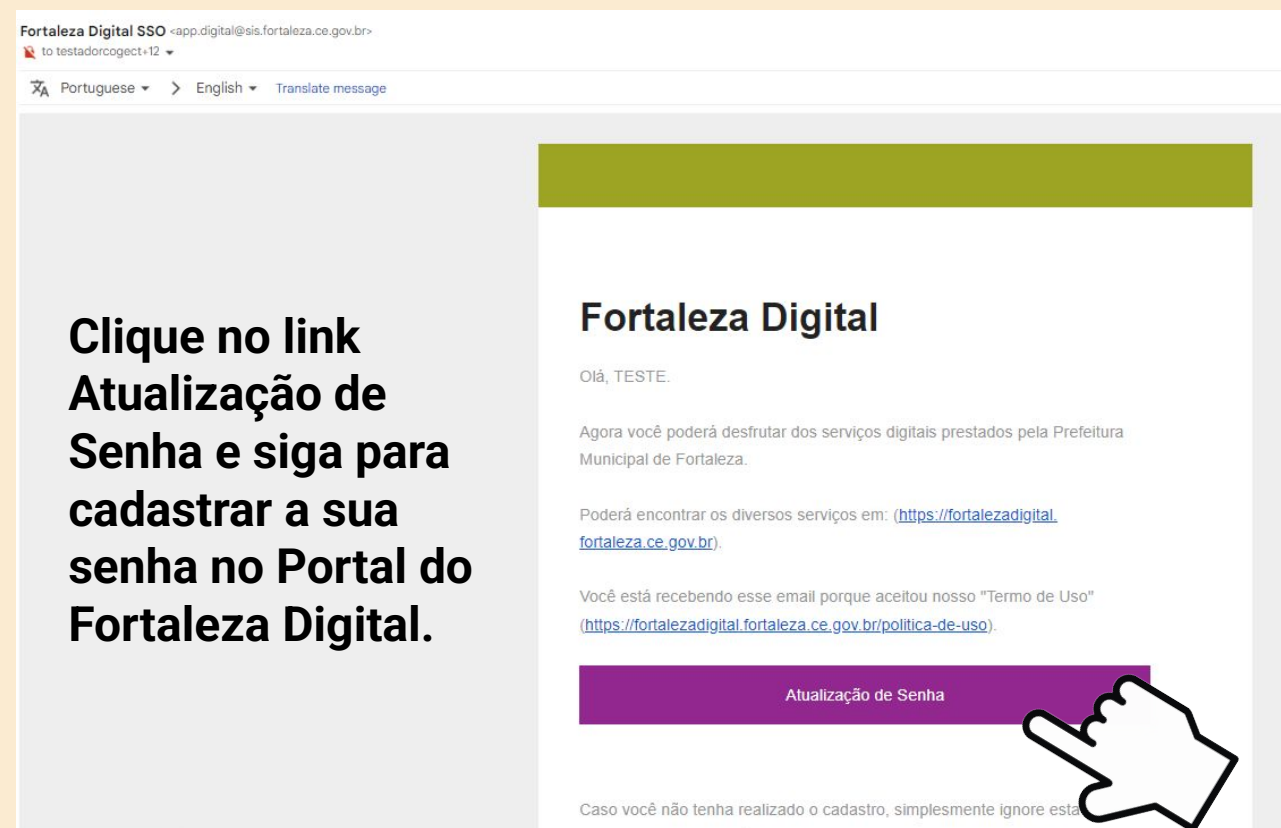 Fortaleza Digital SSO <app.digital@sis.fortaleza.ce.gov.br>
to testadorcogect+12
Portuguese > English Translate message
Clique no link
Atualização de
Senha e siga para
cadastrar a sua
senha no Portal do
Fortaleza Digital.
Fortaleza Digital
Olá, TESTE.
Agora você poderá desfrutar dos serviços digitais prestados pela Prefeitura
Municipal de Fortaleza.
Poderá encontrar os diversos serviços em: (https://fortalezadigital.
fortaleza.ce.gov.br).
Você está recebendo esse email porque aceitou nosso "Termo de Uso"
(https://fortalezadigital.fortaleza.ce.gov.br/politica-de-uso).
Atualização de Senha
Caso você não tenha realizado o cadastro, simplesmente ignore esta